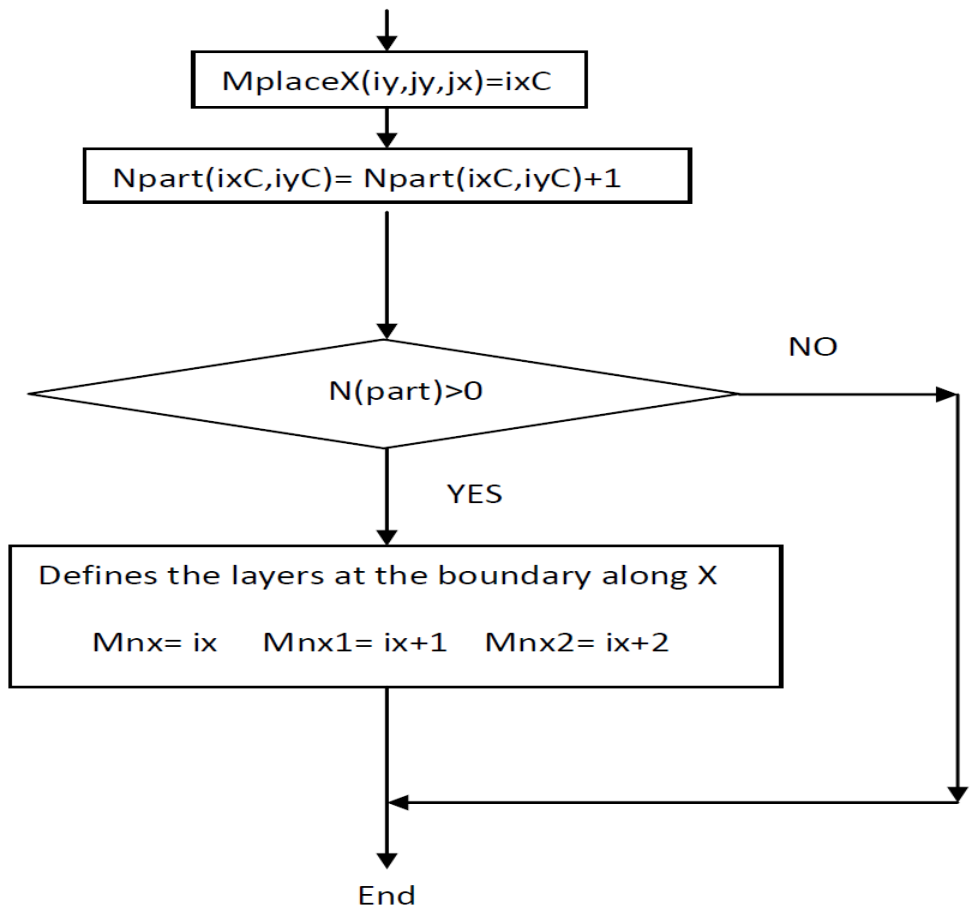 MplaceX(iy,jy,jx)=ixC
Npart(ixC,iyC)= Npart(ixC,iyC)+1
NO
N(part)>0
YES
Defines the layers at the boundary along X
Mnx= ix Mnx1= ix+1 Mnx2= ix+2
End